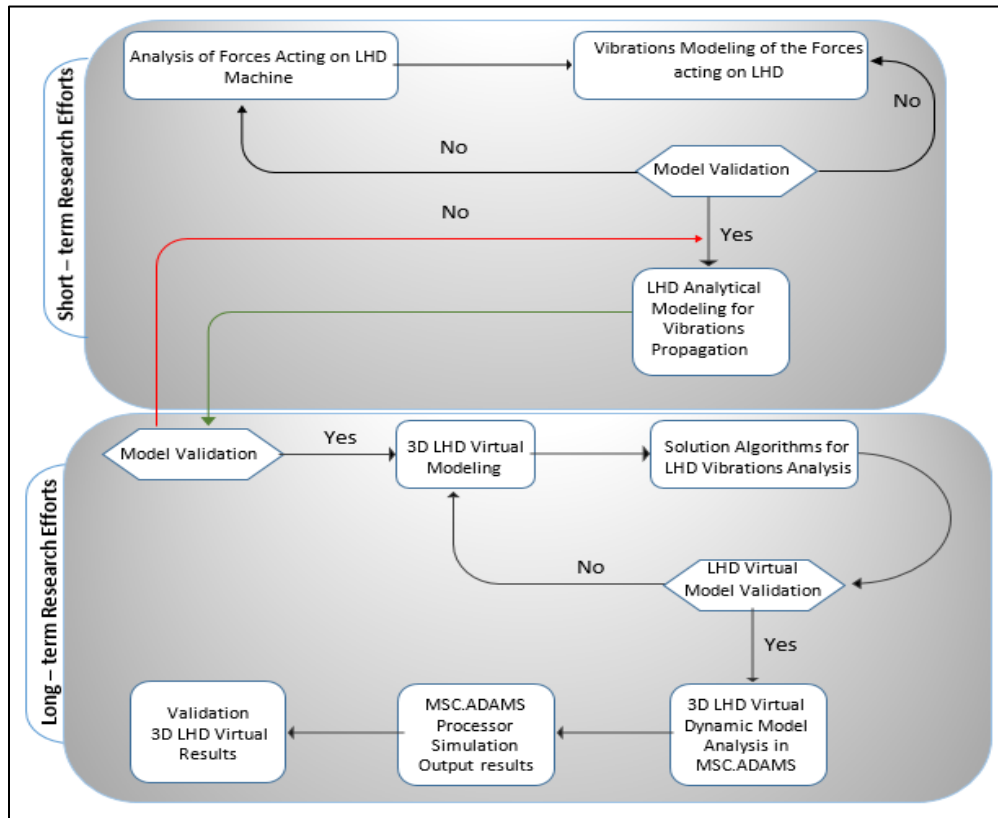 Short – term Research Efforts
Analysis of Forces Acting on LHD
Machine
Vibrations Modeling of the Forces
acting on LHD
No
No
Model Validation
No
Yes
LHD Analytical
Modeling for
Vibrations
Propagation
Long – term Research Efforts
Model Validation
Yes
3D LHD Virtual
Modeling
Solution Algorithms for
LHD Vibrations Analysis
No
LHD Virtual
Model Validation
Yes
Validation
3D LHD Virtual
Results
MSC.ADAMS
Processor
Simulation
Output results
3D LHD Virtual
Dynamic Model
Analysis in
MSC.ADAMS